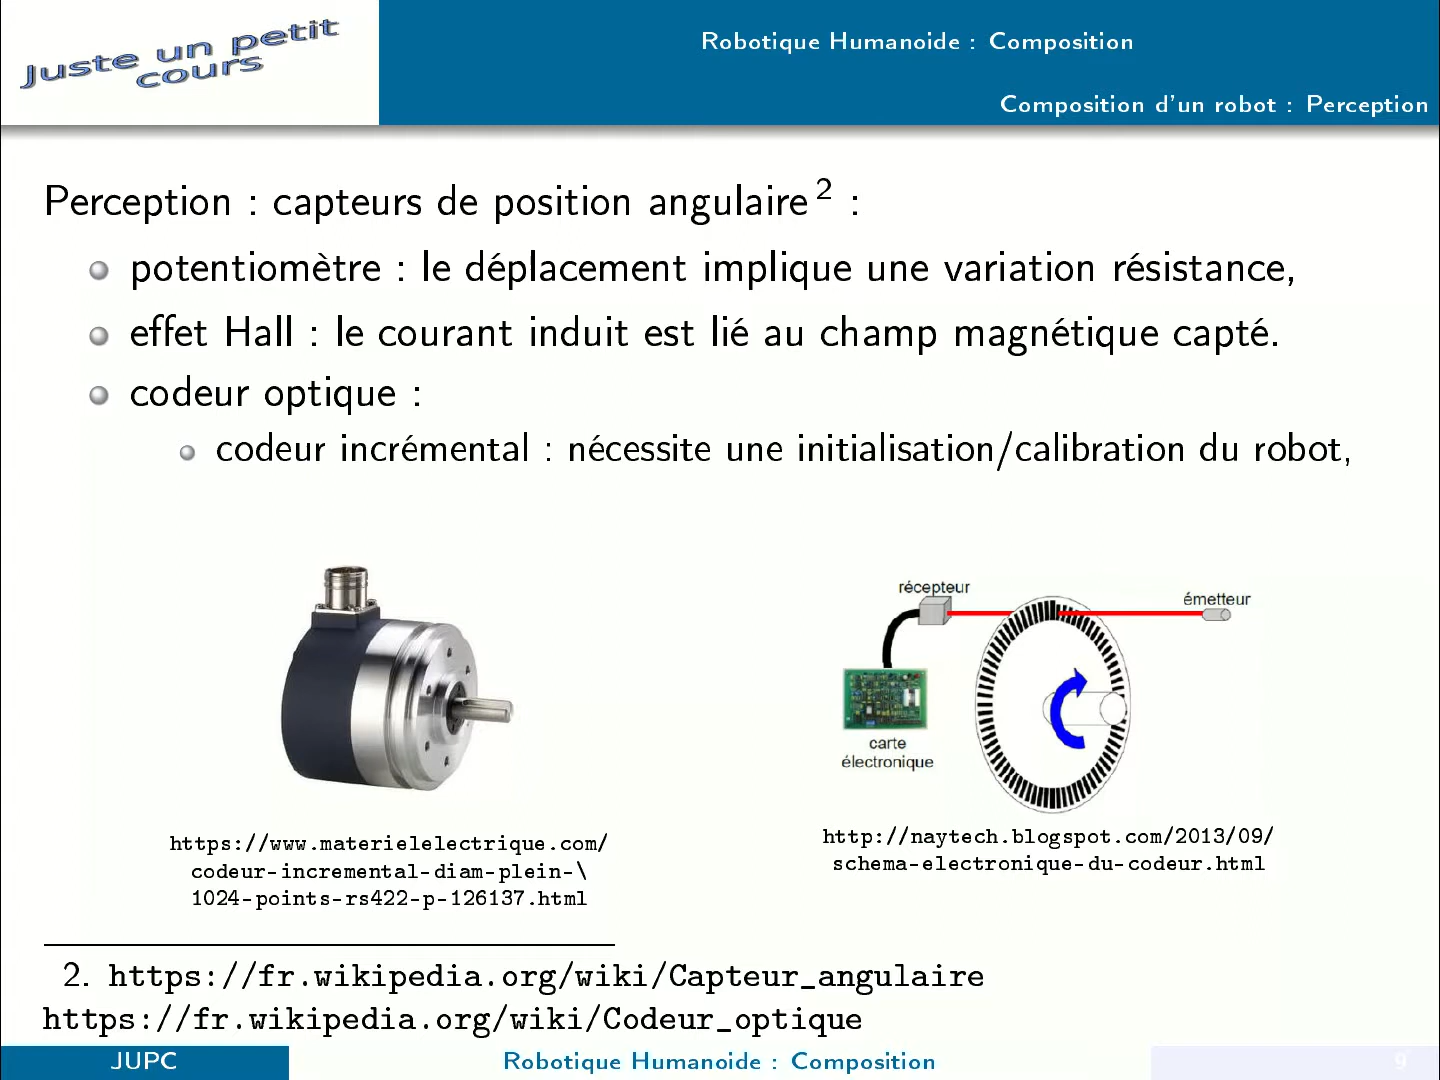 Juste un petit
cours
Robotique Humanoide : Composition
Composition d'un robot : Perception
Perception : capteurs de position angulaire 2 :
potentiomètre : le déplacement implique une variation résistance,
effet Hall : le courant induit est lié au champ magnétique capté.
codeur optique :
codeur incrémental : nécessite une initialisation/calibration du robot,
récepteur
émetteur
carte
électronique
https://www.materielelectrique.com/
codeur-incremental-diam-plein-\
1024-points-rs422-p-126137.html
http://naytech.blogspot.com/2013/09/
schema-electronique-du-codeur.html
2. https://fr.wikipedia.org/wiki/Capteur_angulaire
https://fr.wikipedia.org/wiki/Codeur_optique
JUPC
Robotique Humanoide : Composition
9